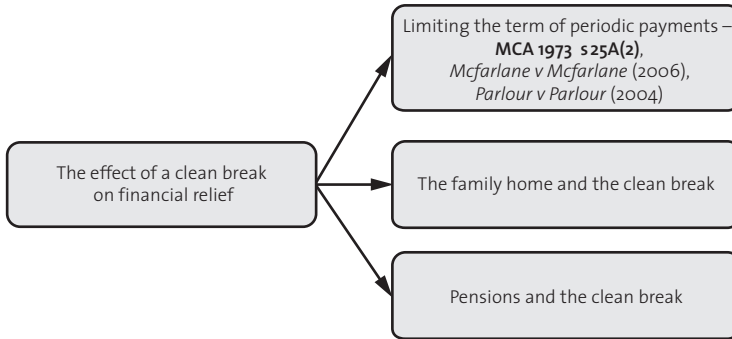 Limiting the term of periodic payments –
MCA 1973 s25A(2),
Mcfarlane v Mcfarlane (2006),
Parlour v Parlour (2004)
The effect of a clean break
on financial relief
The family home and the clean break
Pensions and the clean break